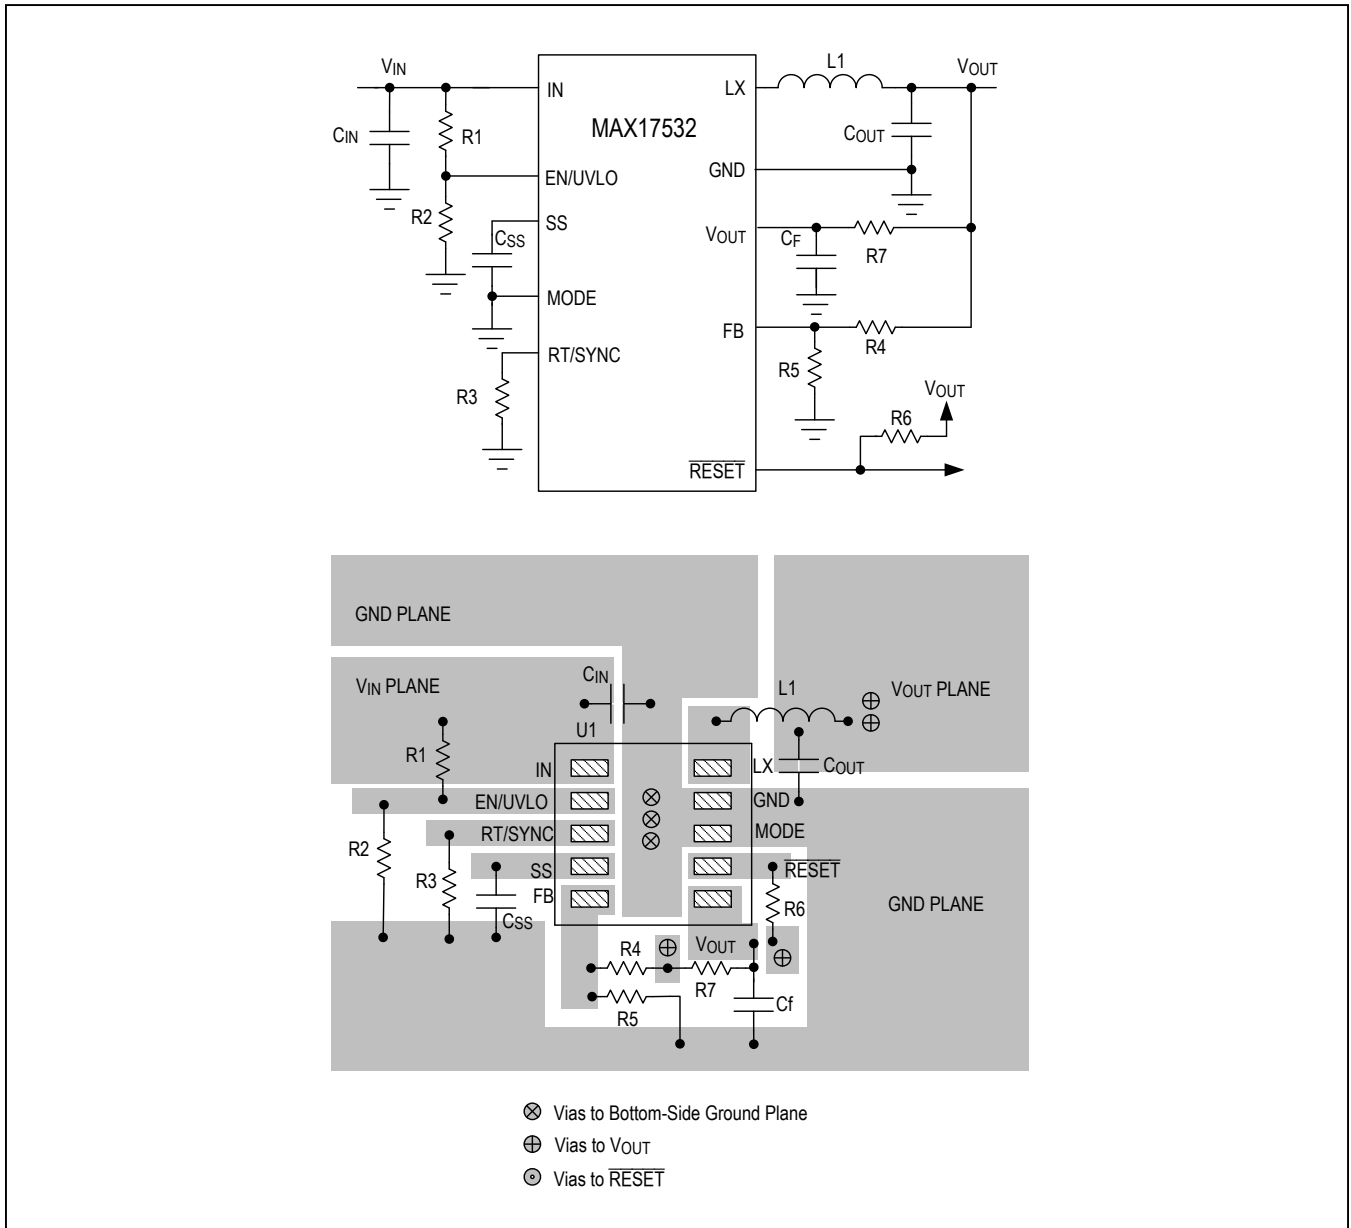 VIN
L1
VOUT
IN
LX
CIN
R1
MAX17532
COUT
EN/UVLO
GND
R2
SS
CSS
VOUT
CF
R7
MODE
FB
R4
RT/SYNC
R5
R3
VOUT
R6
RESET
GND PLANE
VIN PLANE
CIN
L1
VOUT PLANE
U1
R1
IN
LX
COUT
EN/UVLO
GND
RT/SYNC
MODE
R2
SS
RESET
R3
FB
CSS
R6
GND PLANE
R4
VOUT
R7
R5
Cf
Vias to Bottom-Side Ground Plane
Vias to VOUT
Vias to RESET